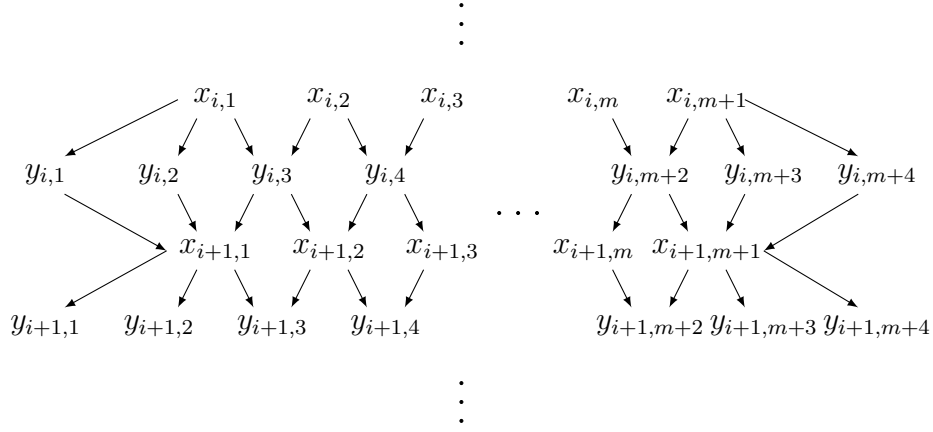 ⋮
x_{i,1} x_{i,2} x_{i,3} x_{i,m} x_{i,m+1}
y_{i,1} y_{i,2} y_{i,3} y_{i,4} y_{i,m+2} y_{i,m+3} y_{i,m+4}
⋯
x_{i+1,1} x_{i+1,2} x_{i+1,3} x_{i+1,m} x_{i+1,m+1}
y_{i+1,1} y_{i+1,2} y_{i+1,3} y_{i+1,4} y_{i+1,m+2} y_{i+1,m+3} y_{i+1,m+4}
⋮